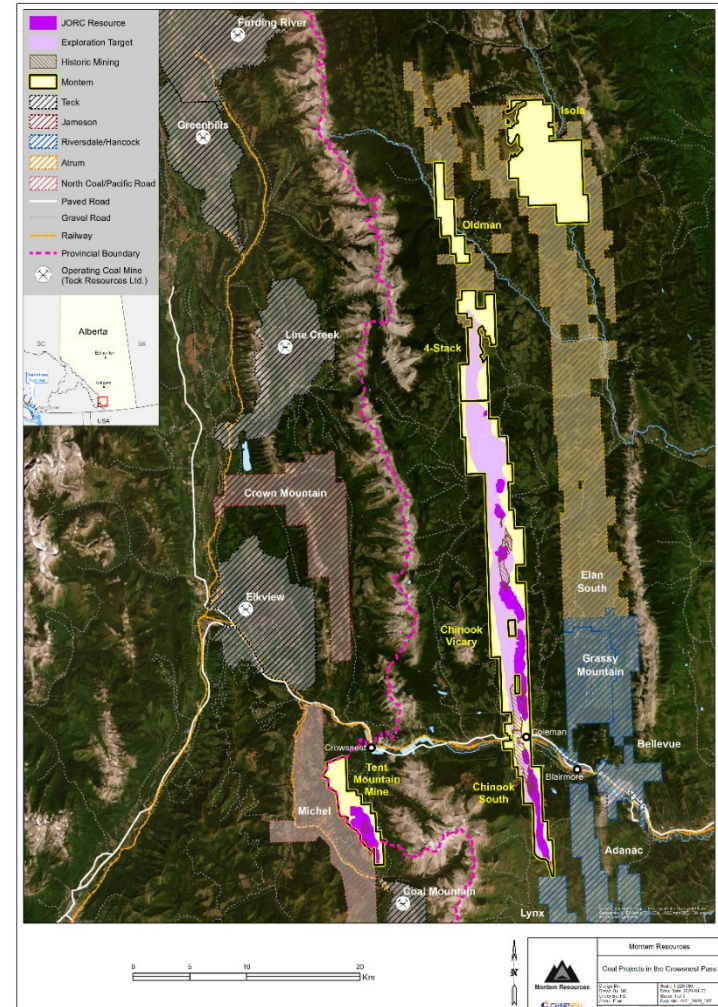 JORC Resource
Exploration Target
Historic Mining
Montem
Teck
Jameson
Riversdale/Hancock
Atrum
North Coal/Pacific Road
Paved Road
Gravel Road
Railway
Provincial Boundary
Operating Coal Mine
(Teck Resources Ltd.)
BC
Alberta
SK
Edmonton
Calgary
USA
Fording River
Greenhills
Isola
Oldman
Line Creek
4-Stack
Crown Mountain
Elan
South
Elkview
Chinook
Vicary
Grassy
Mountain
Coleman
Bellevue
Crowsnest
Tent
Mountain
Mine
Blairmore
Michel
Chinook
South
Adanac
Coal Mountain
Lynx
0 5 10 20
Km
N
Montem Resources
Montem Resources
Coal Projects in the Crowsnest Pass
CHARTWELL